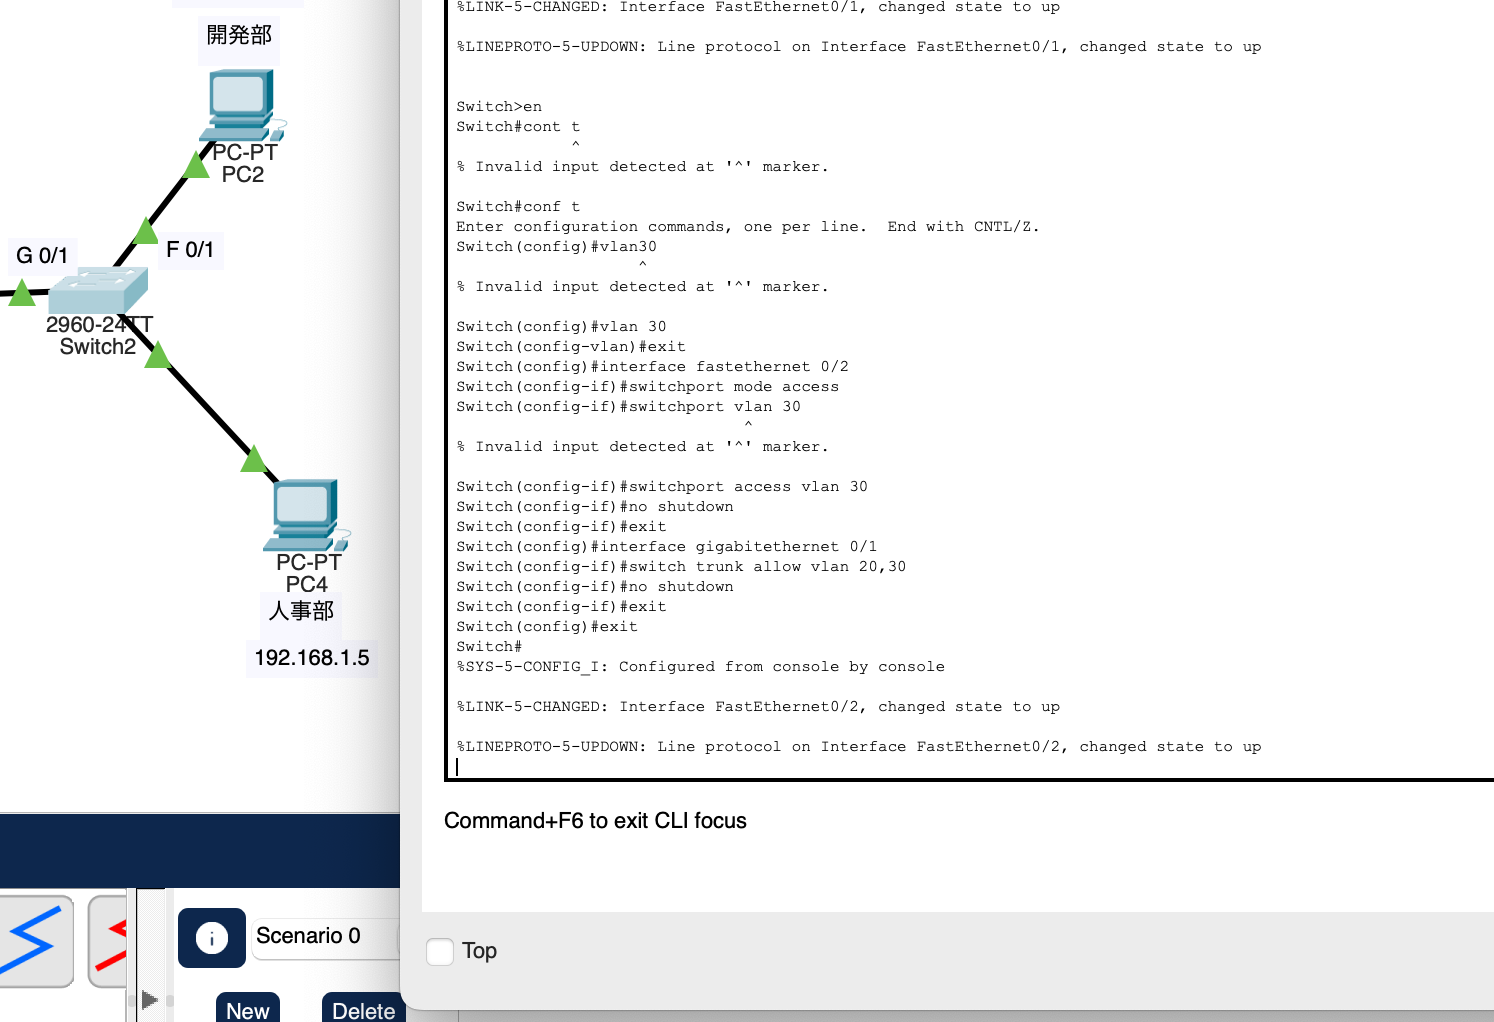 開発部
PC-PT
PC2
G 0/1
F 0/1
2960-24TT
Switch2
PC-PT
PC4
人事部
192.168.1.5
%LINK-5-CHANGED: Interface FastEthernet0/1, changed state to up
%LINEPROTO-5-UPDOWN: Line protocol on Interface FastEthernet0/1, changed state to up
Switch>en
Switch#cont t
^
% Invalid input detected at '^' marker.
Switch#conf t
Enter configuration commands, one per line.  End with CNTL/Z.
Switch(config)#vlan30
^
% Invalid input detected at '^' marker.
Switch(config)#vlan 30
Switch(config-vlan)#exit
Switch(config)#interface fastethernet 0/2
Switch(config-if)#switchport mode access
Switch(config-if)#switchport vlan 30
^
% Invalid input detected at '^' marker.
Switch(config-if)#switchport access vlan 30
Switch(config-if)#no shutdown
Switch(config-if)#exit
Switch(config)#interface gigabitethernet 0/1
Switch(config-if)#switch trunk allow vlan 20,30
Switch(config-if)#no shutdown
Switch(config-if)#exit
Switch(config)#exit
Switch#
%SYS-5-CONFIG_I: Configured from console by console
%LINK-5-CHANGED: Interface FastEthernet0/2, changed state to up
%LINEPROTO-5-UPDOWN: Line protocol on Interface FastEthernet0/2, changed state to up
Command+F6 to exit CLI focus
Top
Scenario 0
New
Delete